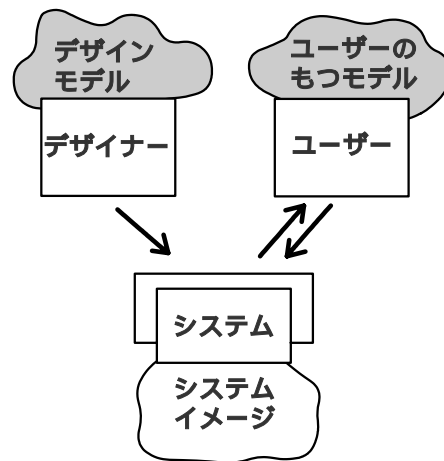 デザイン
モデル
ユーザーの
もつモデル
デザイナー
ユーザー
システム
システム
イメージ